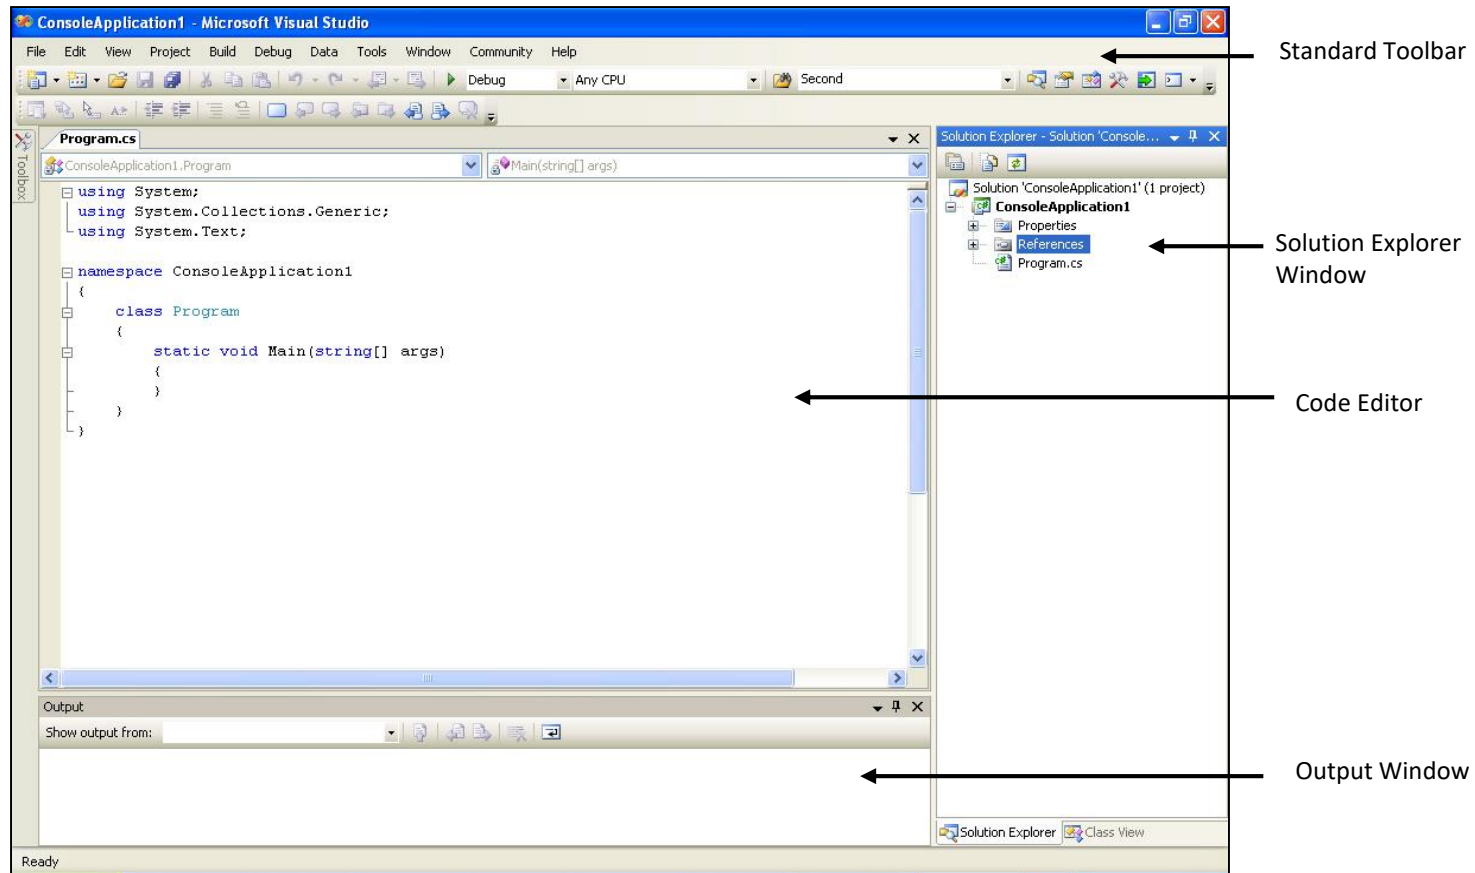 ConsoleApplication1 - Microsoft Visual Studio
File Edit View Project Build Debug Data Tools Window Community Help
Standard Toolbar
Debug Any CPU Second
Toolbox
Program.cs
ConsoleApplication1.Program Main(string[] args)
using System;
using System.Collections.Generic;
using System.Text;
namespace ConsoleApplication1
{
class Program
{
static void Main(string[] args)
{
}
}
}
Solution Explorer - Solution 'Console...
Solution 'ConsoleApplication1' (1 project)
ConsoleApplication1
Properties
References
Program.cs
Solution Explorer
Window
Code Editor
Output
Show output from:
Output Window
Solution Explorer Class View
Ready